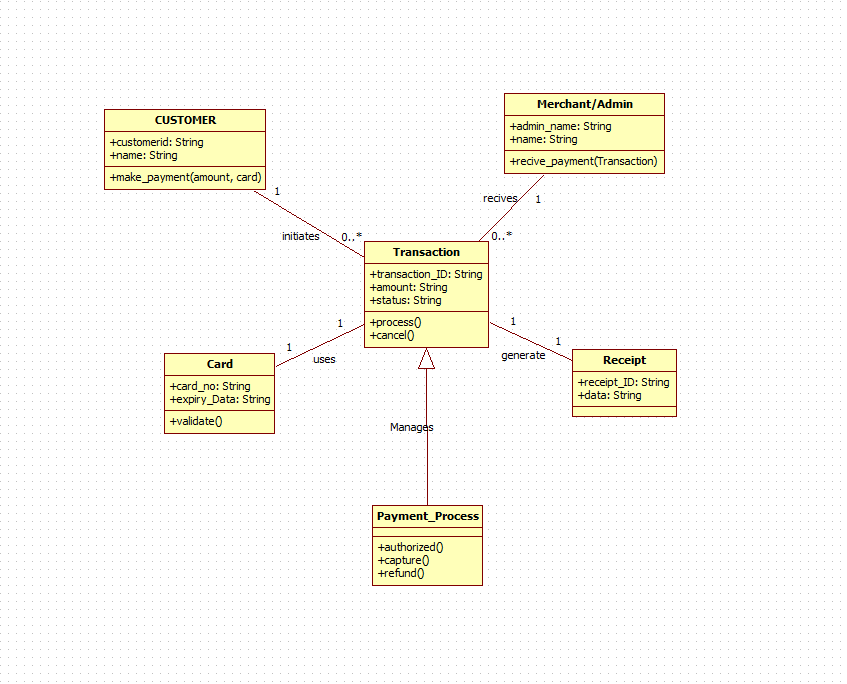 CUSTOMER
+customerid: String
+name: String
+make_payment(amount, card)
Merchant/Admin
+admin_name: String
+name: String
+recive_payment(Transaction)
1
initiates
0..*
recives
1
0..*
Transaction
+transaction_ID: String
+amount: String
+status: String
+process()
+cancel()
1
uses
1
Card
+card_no: String
+expiry_Data: String
+validate()
1
generate
1
Receipt
+receipt_ID: String
+data: String
Manages
Payment_Process
+authorized()
+capture()
+refund()